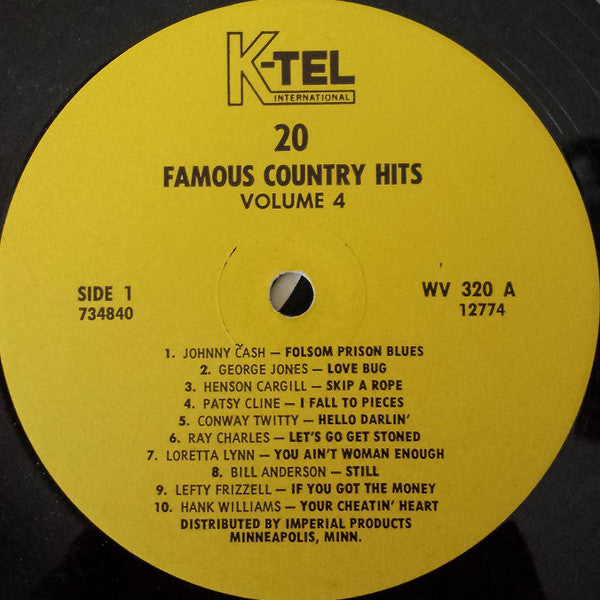 K-TEL
INTERNATIONAL
20
FAMOUS COUNTRY HITS
VOLUME 4
SIDE 1
734840
WV 320 A
12774
1. JOHNNY CASH — FOLSOM PRISON BLUES
2. GEORGE JONES — LOVE BUG
3. HENSON CARGILL — SKIP A ROPE
4. PATSY CLINE — I FALL TO PIECES
5. CONWAY TWITTY — HELLO DARLIN'
6. RAY CHARLES — LET'S GO GET STONED
7. LORETTA LYNN — YOU AIN'T WOMAN ENOUGH
8. BILL ANDERSON — STILL
9. LEFTY FRIZZELL — IF YOU GOT THE MONEY
10. HANK WILLIAMS — YOUR CHEATIN' HEART
DISTRIBUTED BY IMPERIAL PRODUCTS
MINNEAPOLIS, MINN.